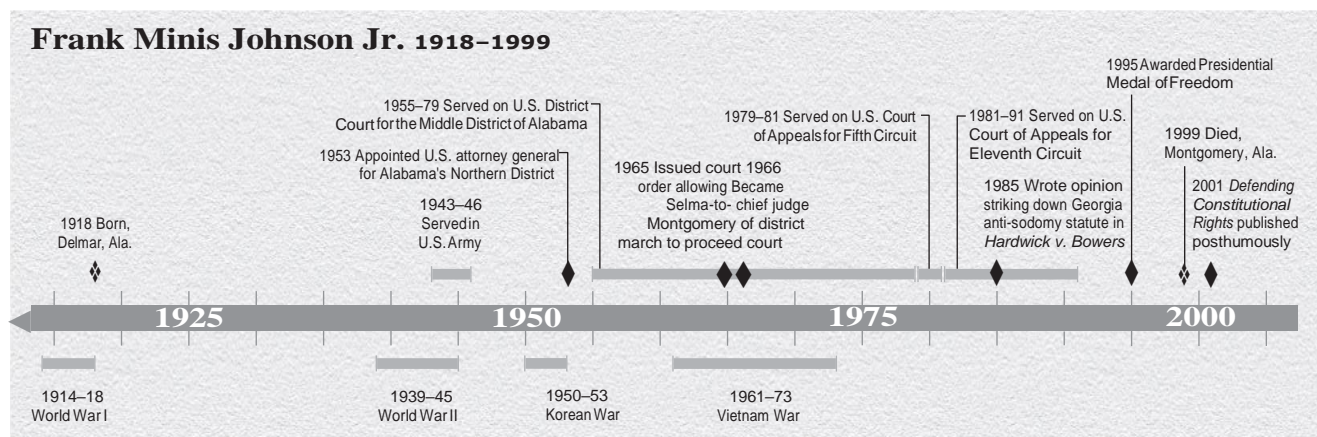 Frank Minis Johnson Jr. 1918–1999
1918 Born,
Delmar, Ala.
1943–46
Served in
U.S. Army
1953 Appointed U.S. attorney general
for Alabama's Northern District
1955–79 Served on U.S. District
Court for the Middle District of Alabama
1965 Issued court 1966
order allowing Became
Selma-to- chief judge
Montgomery of district
march to proceed court
1979–81 Served on U.S. Court
of Appeals for Fifth Circuit
1981–91 Served on U.S.
Court of Appeals for
Eleventh Circuit
1985 Wrote opinion
striking down Georgia
anti-sodomy statute in
Hardwick v. Bowers
1995 Awarded Presidential
Medal of Freedom
1999 Died,
Montgomery, Ala.
2001 Defending
Constitutional
Rights published
posthumously
1925 1950 1975 2000
1914–18
World War I
1939–45
World War II
1950–53
Korean War
1961–73
Vietnam War